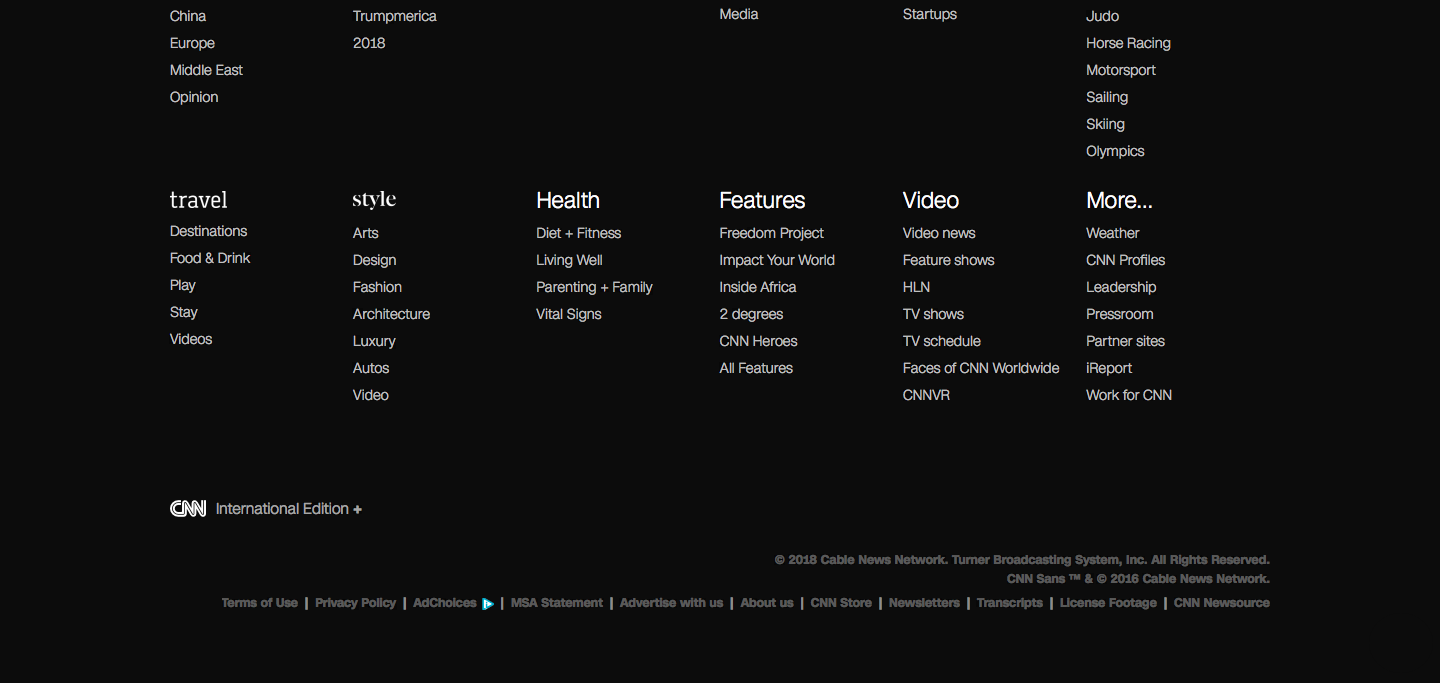 China
Europe
Middle East
Opinion
Trumpmerica
2018
Media
Startups
Judo
Horse Racing
Motorsport
Sailing
Skiing
Olympics
travel
Destinations
Food & Drink
Play
Stay
Videos
style
Arts
Design
Fashion
Architecture
Luxury
Autos
Video
Health
Diet + Fitness
Living Well
Parenting + Family
Vital Signs
Features
Freedom Project
Impact Your World
Inside Africa
2 degrees
CNN Heroes
All Features
Video
Video news
Feature shows
HLN
TV shows
TV schedule
Faces of CNN Worldwide
CNNVR
More...
Weather
CNN Profiles
Leadership
Pressroom
Partner sites
iReport
Work for CNN
CNN International Edition +
© 2018 Cable News Network. Turner Broadcasting System, Inc. All Rights Reserved.
CNN Sans ™ & © 2016 Cable News Network.
Terms of Use | Privacy Policy | AdChoices | MSA Statement | Advertise with us | About us | CNN Store | Newsletters | Transcripts | License Footage | CNN Newsource